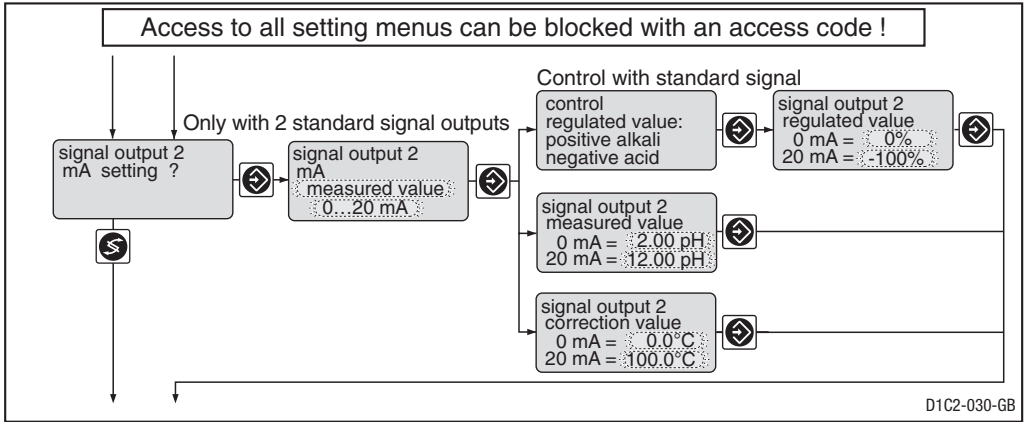 Access to all setting menus can be blocked with an access code !
Only with 2 standard signal outputs
signal output 2
mA setting ?
signal output 2
mA
measured value
0...20 mA
Control with standard signal
control
regulated value:
positive alkali
negative acid
signal output 2
regulated value
0 mA = 0%
20 mA = -100%
signal output 2
measured value
0 mA = 2.00 pH
20 mA = 12.00 pH
signal output 2
correction value
0 mA = 0.0°C
20 mA = 100.0°C
D1C2-030-GB